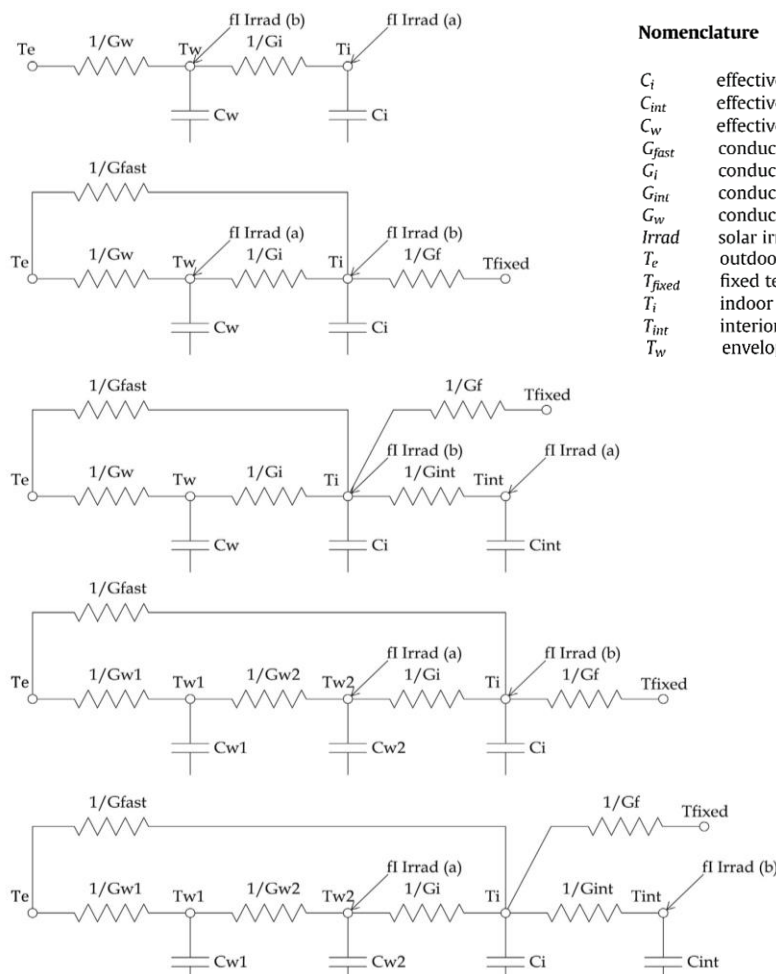 fI Irrad (b) fI Irrad (a)
Te 1/Gw Tw 1/Gi Ti
Cw Ci
1/Gfast
fI Irrad (a) fI Irrad (b)
Te 1/Gw Tw 1/Gi Ti 1/Gf Tfixed
Cw Ci
1/Gfast 1/Gf Tfixed
fI Irrad (b) fI Irrad (a)
Te 1/Gw Tw 1/Gi Ti 1/Gint Tint
Cw Ci Cint
1/Gfast
fI Irrad (a) fI Irrad (b)
Te 1/Gw1 Tw1 1/Gw2 Tw2 1/Gi Ti 1/Gf Tfixed
Cw1 Cw2 Ci
1/Gfast 1/Gf Tfixed
fI Irrad (a) fI Irrad (b)
Te 1/Gw1 Tw1 1/Gw2 Tw2 1/Gi Ti 1/Gint Tint
Cw1 Cw2 Ci Cint
Nomenclature
Ci effective
Cint effective
Cw effective
Gfast conduc
Gi conduc
Gint conduc
Gw conduc
Irrad solar irr
Te outdoo
Tfixed fixed te
Ti indoor
Tint interior
Tw envelop